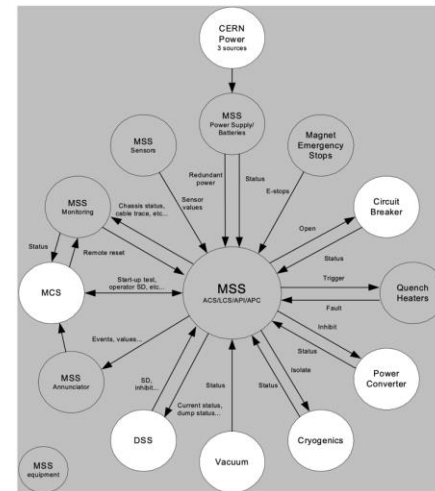 CERN
Power
3 sources
MSS
Power Supply/
Batteries
MSS
Sensors
Magnet
Emergency
Stops
Redundant
power
Status
E-stops
Sensor
values
MSS
Monitoring
Chassis status,
cable trace, etc...
Circuit
Breaker
Open
Status
Status
Remote reset
MCS
Start-up test,
operator SD, etc...
MSS
ACS/LCS/API/APC
Trigger
Fault
Quench
Heaters
Inhibit
Status
Events, values...
MSS
Annunciator
Power
Converter
SD,
inhibit...
Status
Isolate
Status
Current status,
dump status...
DSS
Vacuum
Cryogenics
MSS
equipment